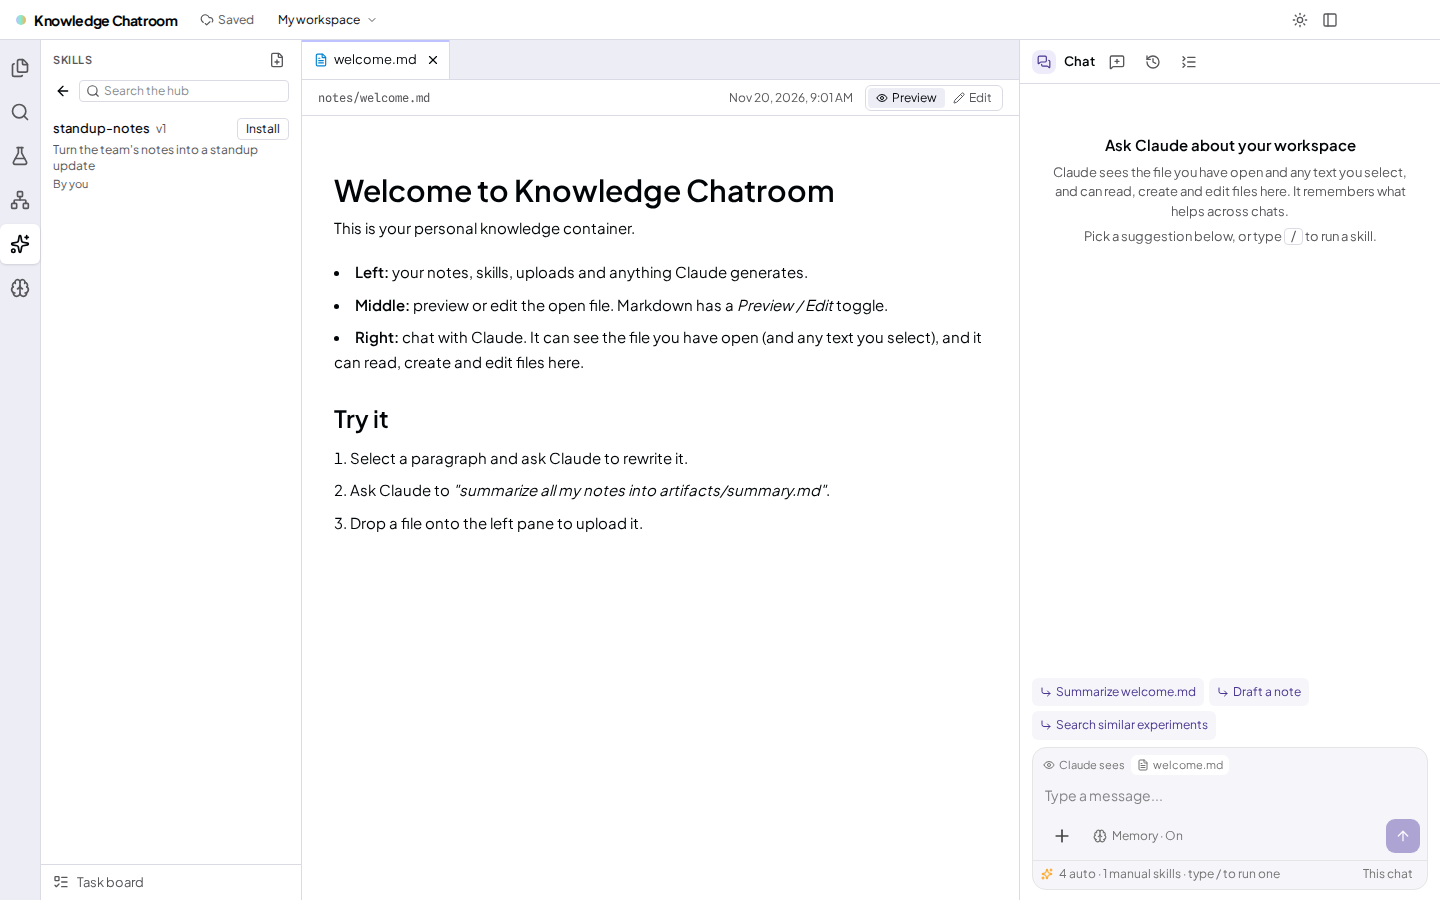 Knowledge Chatroom
Saved
My workspace
SKILLS
Search the hub
standup-notes v1
Install
Turn the team's notes into a standup
update
By you
Task board
welcome.md
notes/welcome.md
Nov 20, 2026, 9:01 AM
Preview
Edit
Welcome to Knowledge Chatroom
This is your personal knowledge container.
• Left: your notes, skills, uploads and anything Claude generates.
• Middle: preview or edit the open file. Markdown has a Preview / Edit toggle.
• Right: chat with Claude. It can see the file you have open (and any text you select), and it
can read, create and edit files here.
Try it
1. Select a paragraph and ask Claude to rewrite it.
2. Ask Claude to "summarize all my notes into artifacts/summary.md".
3. Drop a file onto the left pane to upload it.
Chat
Ask Claude about your workspace
Claude sees the file you have open and any text you select,
and can read, create and edit files here. It remembers what
helps across chats.
Pick a suggestion below, or type / to run a skill.
Summarize welcome.md
Draft a note
Search similar experiments
Claude sees
welcome.md
Type a message...
Memory · On
4 auto · 1 manual skills · type / to run one
This chat